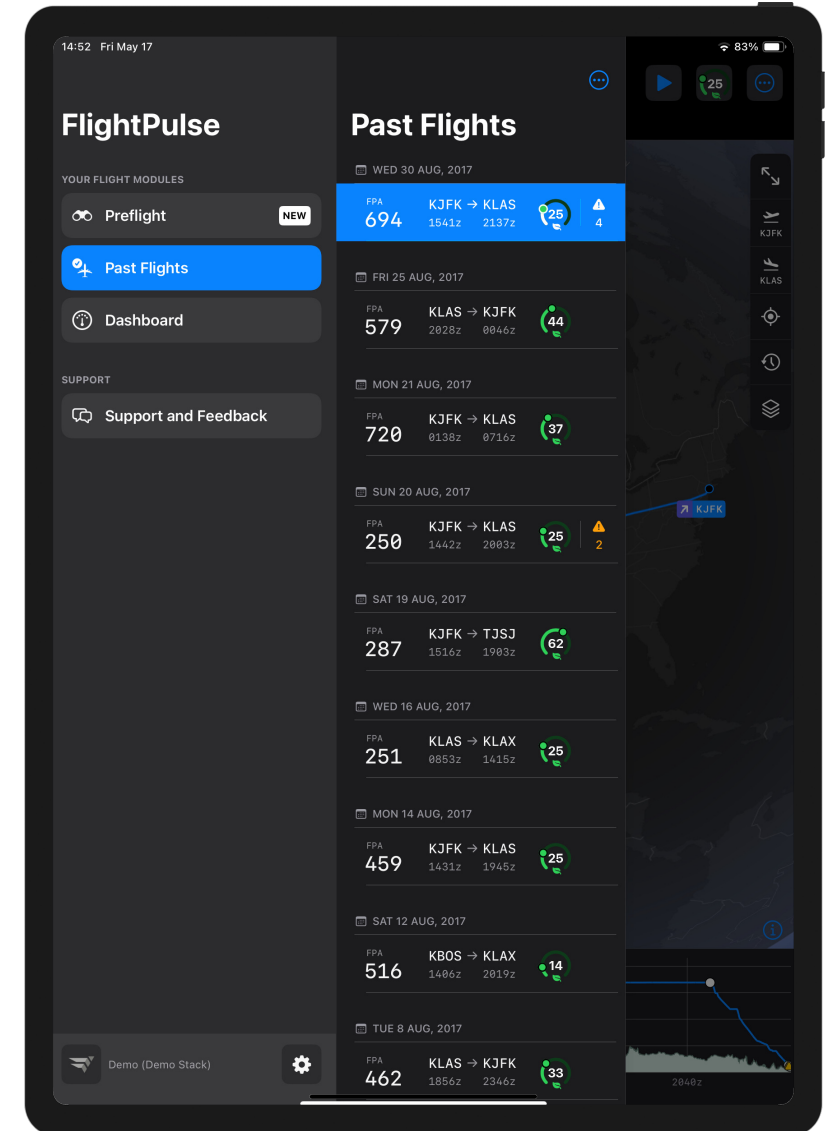 14:52 Fri May 17
83%
FlightPulse
YOUR FLIGHT MODULES
Preflight NEW
Past Flights
Dashboard
SUPPORT
Support and Feedback
Demo (Demo Stack)
Past Flights
WED 30 AUG, 2017
FPA
694
KJFK → KLAS
1541z 2137z
25
4
FRI 25 AUG, 2017
FPA
579
KLAS → KJFK
2028z 0046z
44
MON 21 AUG, 2017
FPA
720
KJFK → KLAS
0138z 0716z
37
SUN 20 AUG, 2017
FPA
250
KJFK → KLAS
1442z 2003z
25
2
SAT 19 AUG, 2017
FPA
287
KJFK → TJSJ
1516z 1903z
62
WED 16 AUG, 2017
FPA
251
KLAS → KLAX
0853z 1415z
25
MON 14 AUG, 2017
FPA
459
KJFK → KLAS
1431z 1945z
25
SAT 12 AUG, 2017
FPA
516
KBOS → KLAX
1406z 2019z
14
TUE 8 AUG, 2017
FPA
462
KLAS → KJFK
1856z 2346z
33
25
KJFK
KLAS
KJFK
2040z